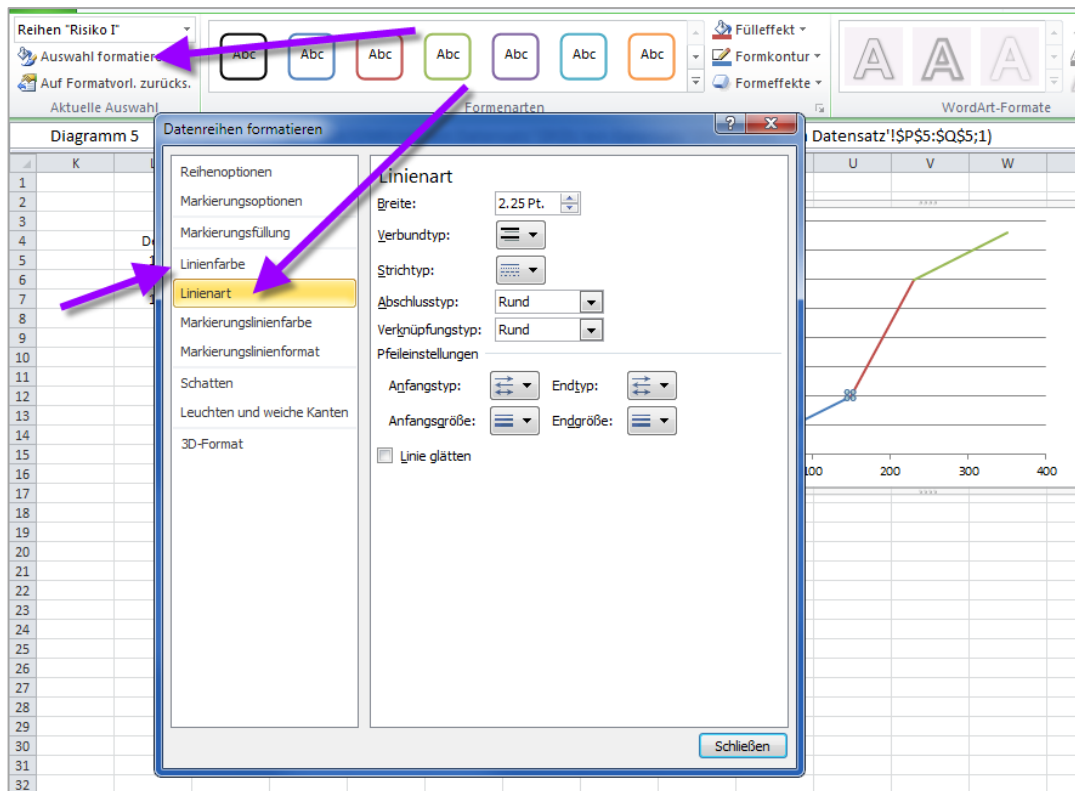 Reihen "Risiko I"
Auswahl formatieren
Auf Formatvorl. zurücks.
Aktuelle Auswahl
Abc Abc Abc Abc Abc Abc Abc
Formenarten
Fülleffekt
Formkontur
Formeffekte
A A A
WordArt-Formate
Diagramm 5
Datensatz'!$P$5:$Q$5;1)
K U V W
1
2
3
4
5
6
7
8
9
10
11
12
13
14
15
16
17
18
19
20
21
22
23
24
25
26
27
28
29
30
31
32
Datenreihen formatieren
?
X
Reihenoptionen
Markierungsoptionen
Markierungsfüllung
Linienfarbe
Linienart
Markierungslinienfarbe
Markierungslinienformat
Schatten
Leuchten und weiche Kanten
3D-Format
Linienart
Breite: 2.25 Pt.
Verbundtyp:
Strichtyp:
Abschlusstyp: Rund
Verknüpfungstyp: Rund
Pfeileinstellungen
Anfangstyp: Endtyp:
Anfangsgröße: Endgröße:
Linie glätten
Schließen
100 200 300 400